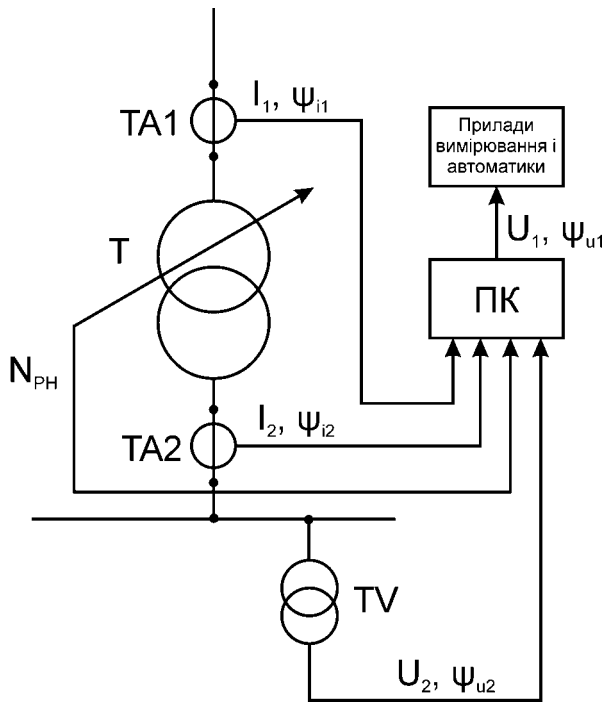 TA1
I₁, ψᵢ₁
Прилади
вимірювання і
автоматики
U₁, ψᵤ₁
T
ПК
NРН
TA2
I₂, ψᵢ₂
TV
U₂, ψᵤ₂